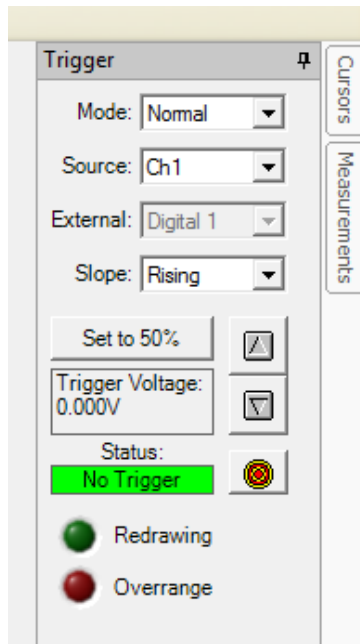 Trigger
Mode: Normal
Source: Ch1
External: Digital 1
Slope: Rising
Set to 50%
Trigger Voltage:
0.000V
Status:
No Trigger
Redrawing
Overrange
Cursors
Measurements